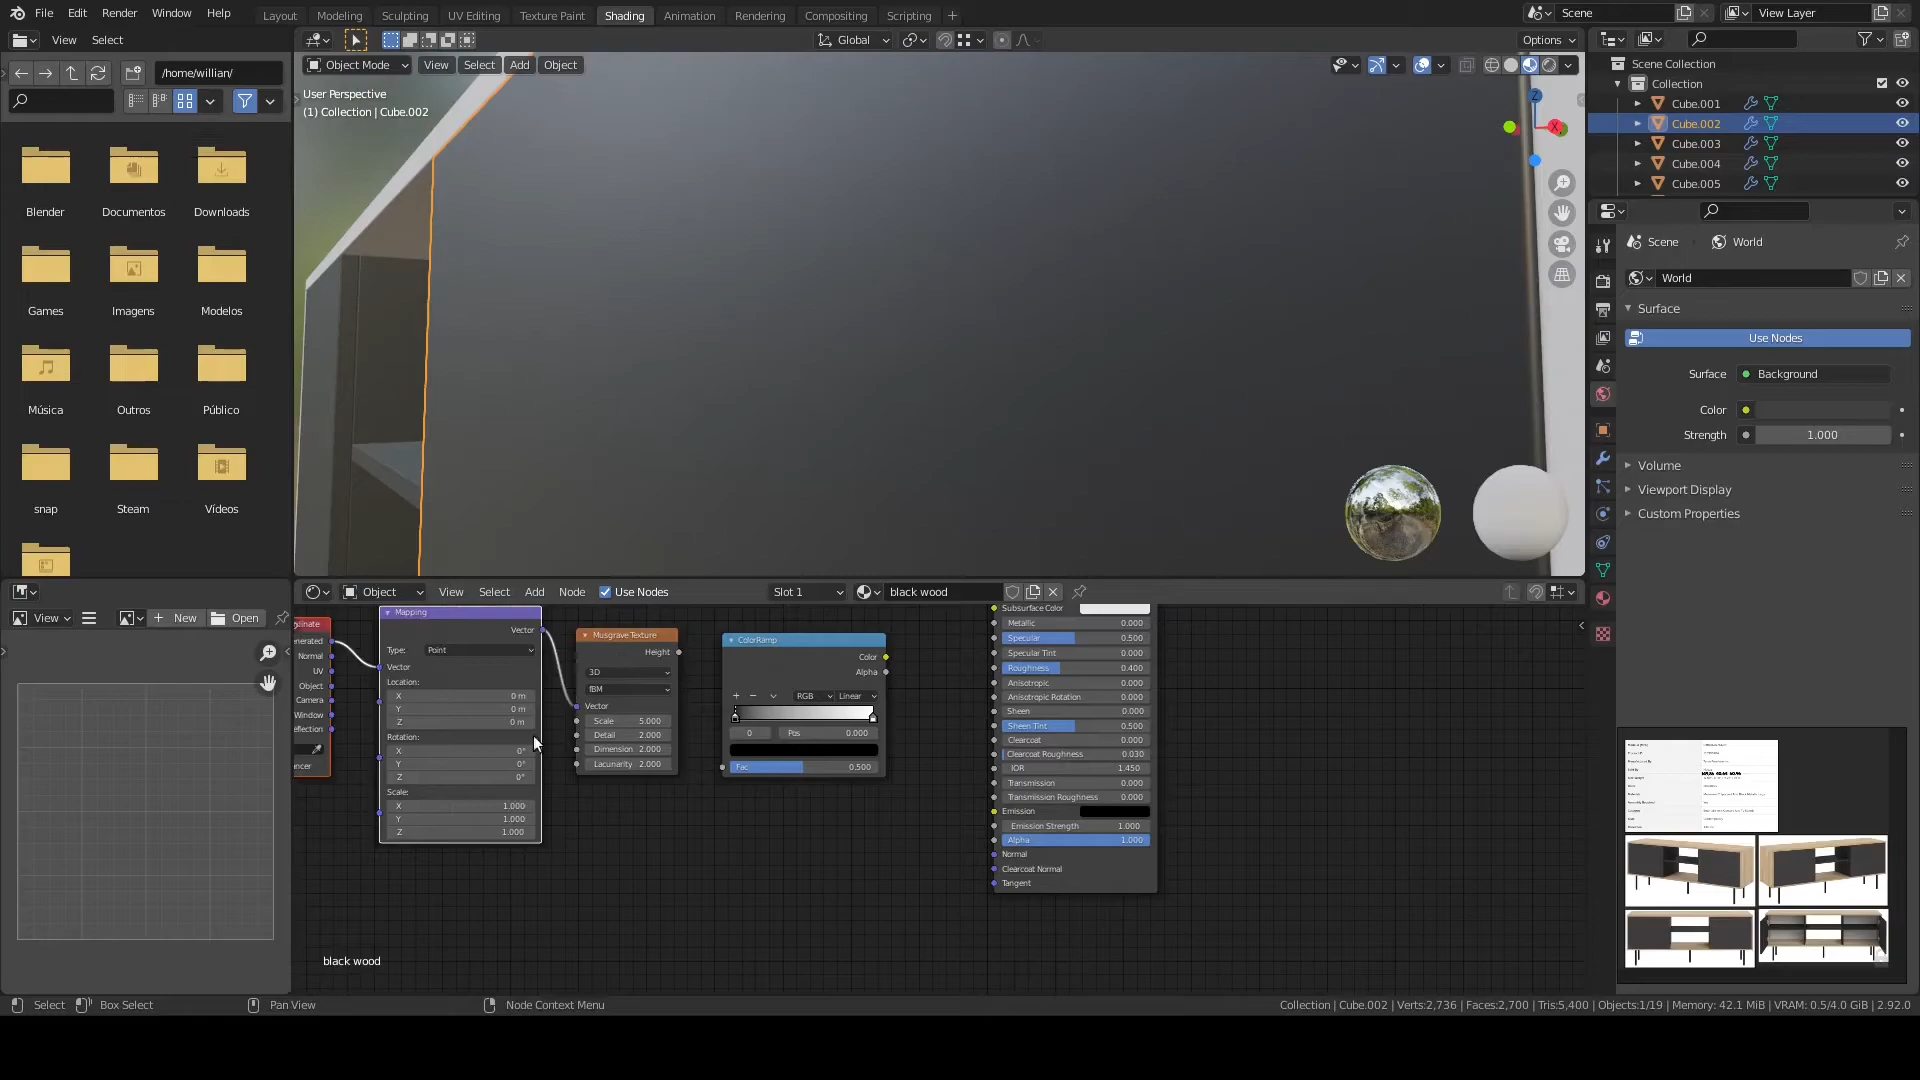 File Edit Render Window Help
Layout Modeling Sculpting UV Editing Texture Paint Shading Animation Rendering Compositing Scripting
Scene
View Layer
View Select
Global
Options
/home/willian/
Object Mode View Select Add Object
User Perspective
(1) Collection | Cube.002
Z
X
Blender Documentos Downloads
Games Imagens Modelos
Música Outros Público
snap Steam Vídeos
Scene Collection
Collection
Cube.001
Cube.002
Cube.003
Cube.004
Cube.005
Scene World
World
Surface
Use Nodes
Surface Background
Color
Strength 1.000
Volume
Viewport Display
Custom Properties
View New Open
Object View Select Add Node Use Nodes Slot 1 black wood
inate
enerated
Normal
UV
Object
Camera
Window
eflection
ancer
Mapping
Vector
Type: Point
Vector
Location:
X 0 m
Y 0 m
Z 0 m
Rotation:
X 0°
Y 0°
Z 0°
Scale:
X 1.000
Y 1.000
Z 1.000
Musgrave Texture
Height
3D
fBM
Vector
Scale 5.000
Detail 2.000
Dimension 2.000
Lacunarity 2.000
ColorRamp
Color
Alpha
RGB Linear
0 Pos 0.000
Fac 0.500
Subsurface Color
Metallic 0.000
Specular 0.500
Specular Tint 0.000
Roughness 0.400
Anisotropic 0.000
Anisotropic Rotation 0.000
Sheen 0.000
Sheen Tint 0.500
Clearcoat 0.000
Clearcoat Roughness 0.030
IOR 1.450
Transmission 0.000
Transmission Roughness 0.000
Emission
Emission Strength 1.000
Alpha 1.000
Normal
Clearcoat Normal
Tangent
black wood
Select Box Select Pan View Node Context Menu
Collection | Cube.002 | Verts:2,736 | Faces:2,700 | Tris:5,400 | Objects:1/19 | Memory: 42.1 MiB | VRAM: 0.5/4.0 GiB | 2.92.0